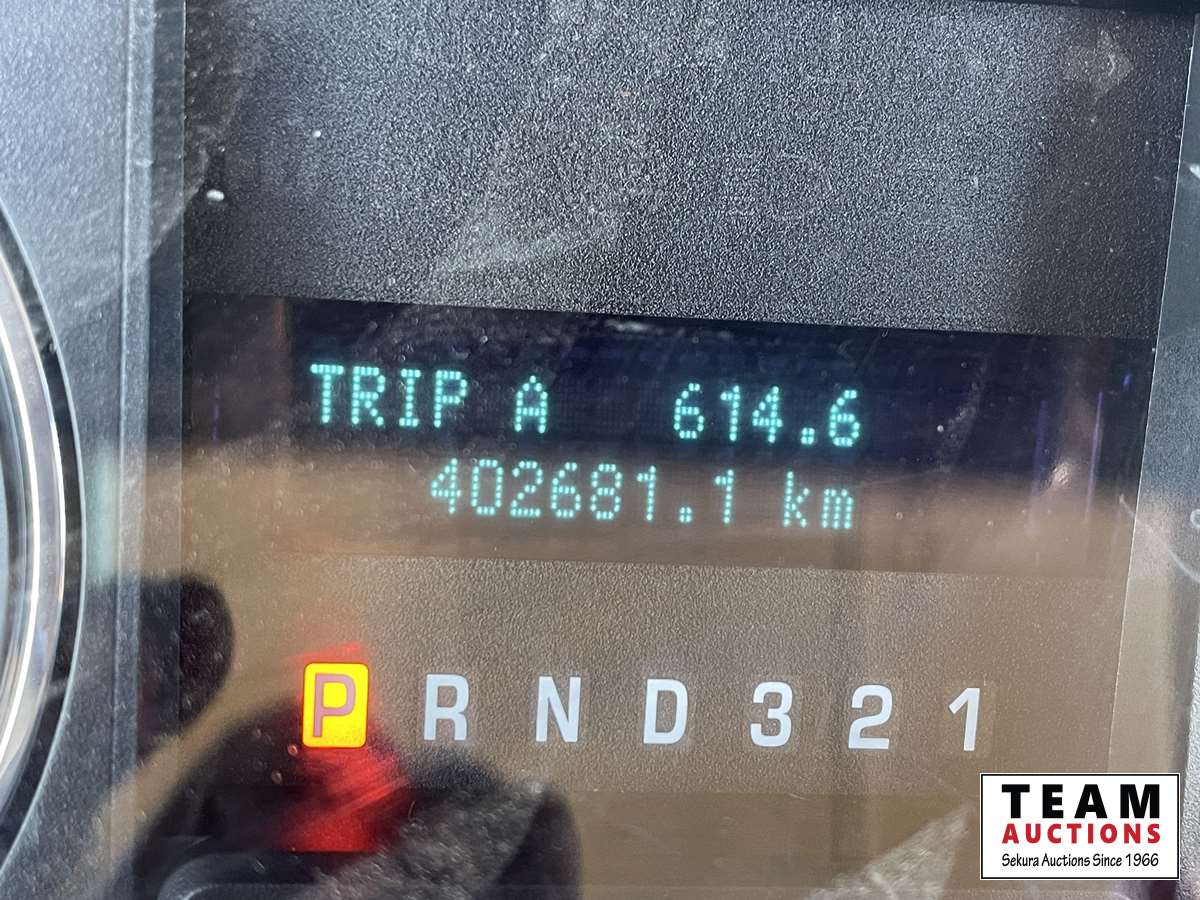 TRIP A 614.6
402681.1 km
P R N D 3 2 1
TEAM
AUCTIONS
Sekura Auctions Since 1966